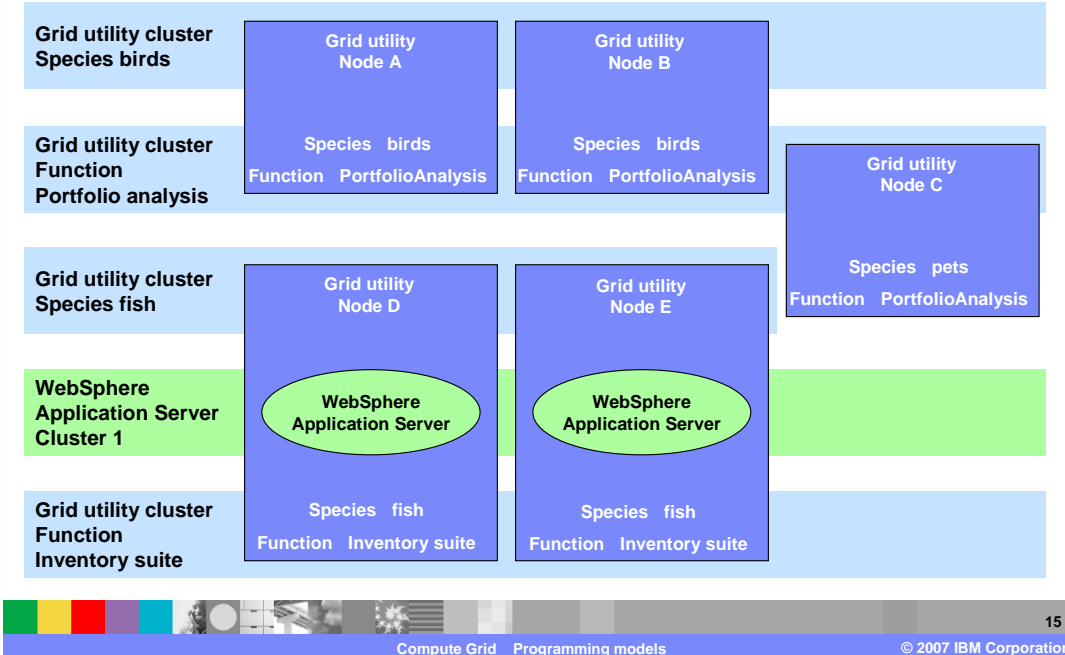 Grid utility cluster
Species birds
Grid utility
Node A
Species birds
Function PortfolioAnalysis
Grid utility
Node B
Species birds
Function PortfolioAnalysis
Grid utility cluster
Function
Portfolio analysis
Grid utility
Node C
Species pets
Function PortfolioAnalysis
Grid utility cluster
Species fish
Grid utility
Node D
WebSphere
Application Server
Species fish
Function Inventory suite
Grid utility
Node E
WebSphere
Application Server
Species fish
Function Inventory suite
WebSphere
Application Server
Cluster 1
Grid utility cluster
Function
Inventory suite
15
Compute Grid Programming models
© 2007 IBM Corporation